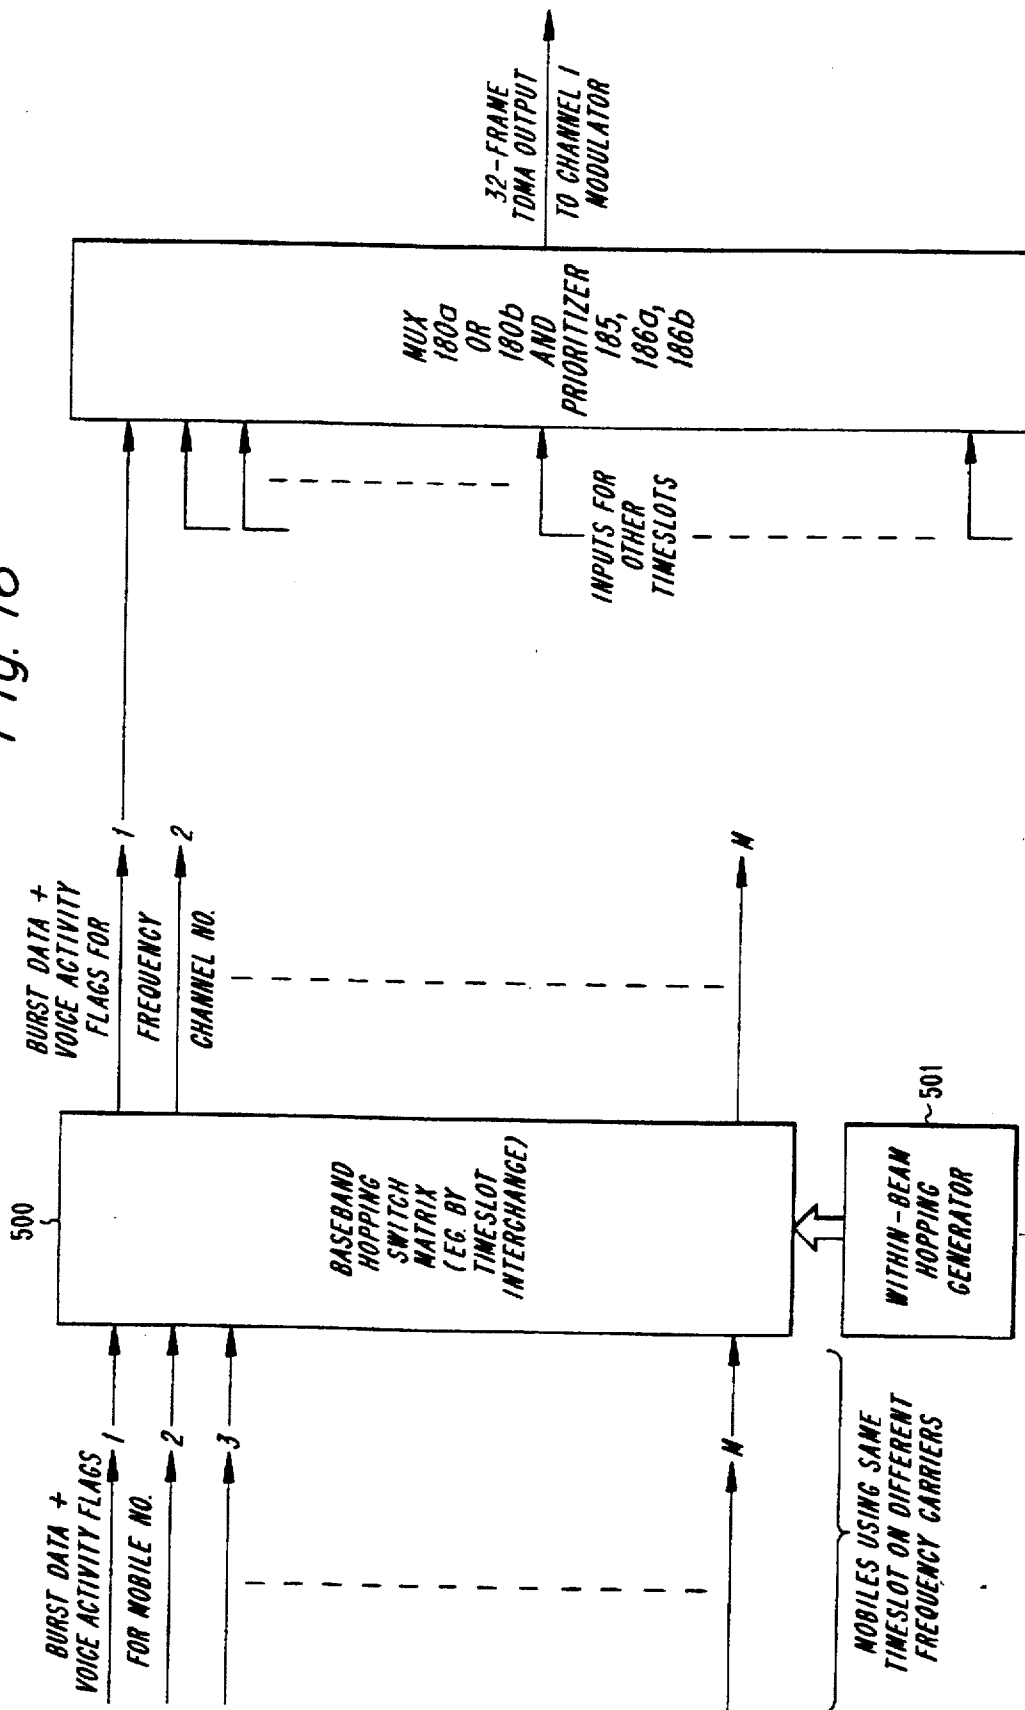 Fig. 18
BURST DATA +
VOICE ACTIVITY FLAGS
FOR MOBILE NO.
1
2
3
M
MOBILES USING SAME
TIMESLOT ON DIFFERENT
FREQUENCY CARRIERS
500
BASEBAND
HOPPING
SWITCH
MATRIX
(EG. BY
TIMESLOT
INTERCHANGE)
501
WITHIN-BEAM
HOPPING
GENERATOR
BURST DATA +
VOICE ACTIVITY
FLAGS FOR
FREQUENCY
CHANNEL NO.
1
2
M
INPUTS FOR
OTHER
TIMESLOTS
MUX
180a
OR
180b
AND
PRIORITIZER
185,
186a,
186b
32-FRAME
TDMA OUTPUT
TO CHANNEL 1
MODULATOR